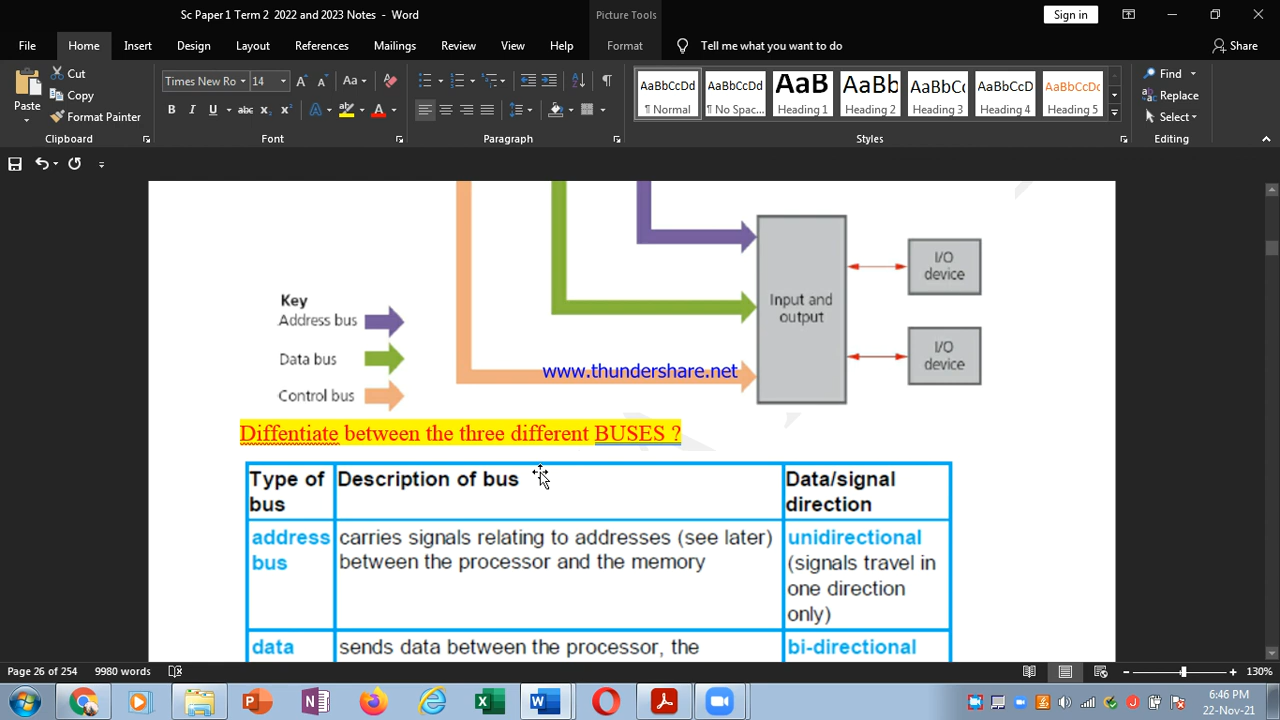 Sc Paper 1 Term 2 2022 and 2023 Notes - Word
Picture Tools
Sign in
File Home Insert Design Layout References Mailings Review View Help Format Tell me what you want to do Share
Paste
Cut
Copy
Format Painter
Clipboard
Times New Ro 14
Font
Paragraph
AaBbCcDd AaBbCcDd AaB AaBb AaBbCc AaBbCcD AaBbCcDc
¶ Normal ¶ No Spac... Heading 1 Heading 2 Heading 3 Heading 4 Heading 5
Styles
Find
Replace
Select
Editing
Input and
output
I/O
device
I/O
device
Key
Address bus
Data bus
Control bus
www.thundershare.net
Diffentiate between the three different BUSES ?
Type of
bus
Description of bus
Data/signal
direction
address
bus
carries signals relating to addresses (see later)
between the processor and the memory
unidirectional
(signals travel in
one direction
only)
data
sends data between the processor, the
bi-directional
Page 26 of 254 9980 words
130%
6:46 PM
22-Nov-21